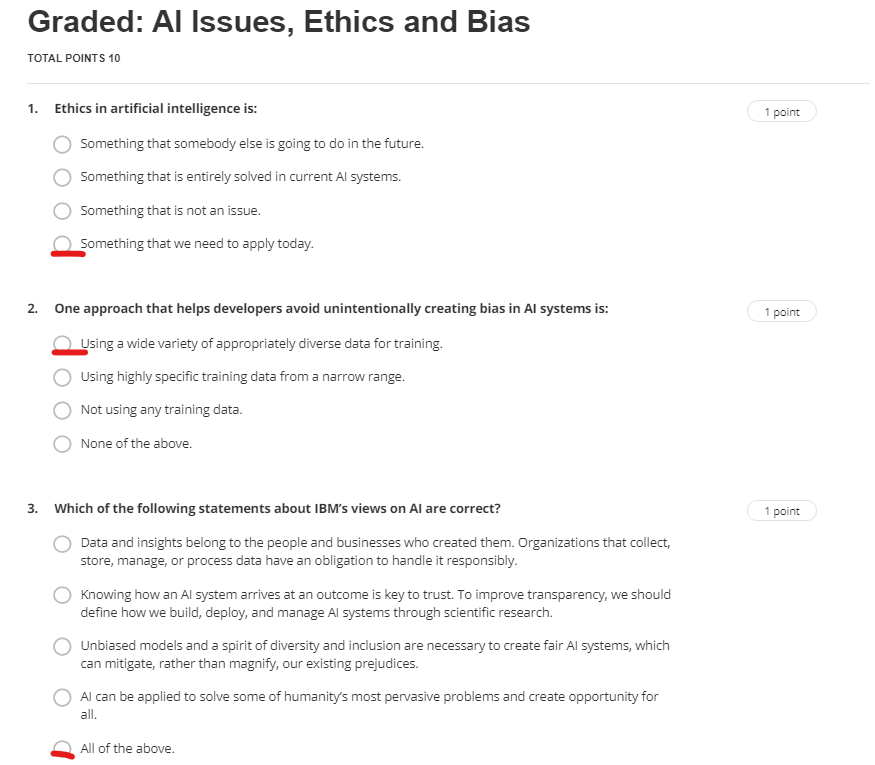 Graded: AI Issues, Ethics and Bias
TOTAL POINTS 10
1. Ethics in artificial intelligence is:
1 point
Something that somebody else is going to do in the future.
Something that is entirely solved in current AI systems.
Something that is not an issue.
Something that we need to apply today.
2. One approach that helps developers avoid unintentionally creating bias in AI systems is:
1 point
Using a wide variety of appropriately diverse data for training.
Using highly specific training data from a narrow range.
Not using any training data.
None of the above.
3. Which of the following statements about IBM's views on AI are correct?
1 point
Data and insights belong to the people and businesses who created them. Organizations that collect,
store, manage, or process data have an obligation to handle it responsibly.
Knowing how an AI system arrives at an outcome is key to trust. To improve transparency, we should
define how we build, deploy, and manage AI systems through scientific research.
Unbiased models and a spirit of diversity and inclusion are necessary to create fair AI systems, which
can mitigate, rather than magnify, our existing prejudices.
AI can be applied to solve some of humanity's most pervasive problems and create opportunity for
all.
All of the above.